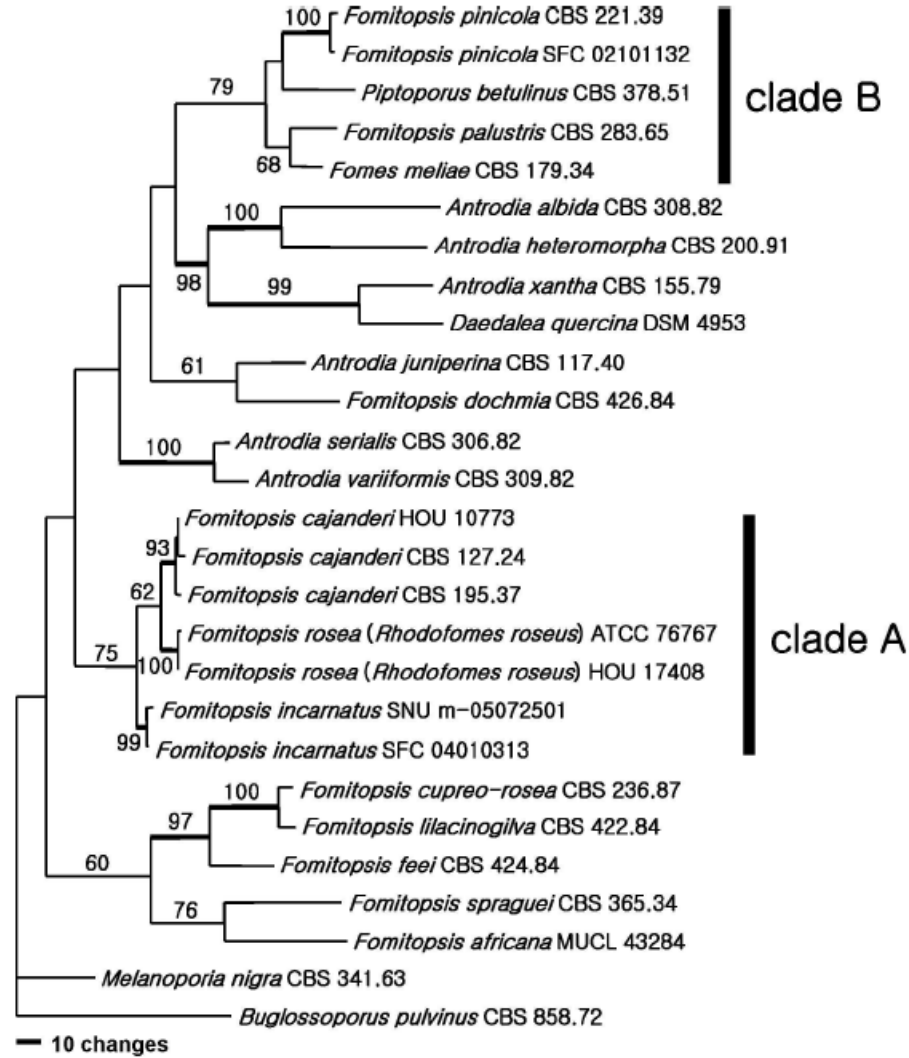 100
Fomitopsis pinicola CBS 221.39
Fomitopsis pinicola SFC 02101132
79
Piptoporus betulinus CBS 378.51
clade B
Fomitopsis palustris CBS 283.65
68
Fomes meliae CBS 179.34
100
Antrodia albida CBS 308.82
Antrodia heteromorpha CBS 200.91
98
99
Antrodia xantha CBS 155.79
Daedalea quercina DSM 4953
61
Antrodia juniperina CBS 117.40
Fomitopsis dochmia CBS 426.84
100
Antrodia serialis CBS 306.82
Antrodia variiformis CBS 309.82
Fomitopsis cajanderi HOU 10773
93
Fomitopsis cajanderi CBS 127.24
62
Fomitopsis cajanderi CBS 195.37
Fomitopsis rosea (Rhodofomes roseus) ATCC 76767
clade A
75
100
Fomitopsis rosea (Rhodofomes roseus) HOU 17408
Fomitopsis incarnatus SNU m-05072501
99
Fomitopsis incarnatus SFC 04010313
100
Fomitopsis cupreo-rosea CBS 236.87
97
Fomitopsis lilacinogilva CBS 422.84
60
Fomitopsis feei CBS 424.84
76
Fomitopsis spraguei CBS 365.34
Fomitopsis africana MUCL 43284
Melanoporia nigra CBS 341.63
Buglossoporus pulvinus CBS 858.72
10 changes